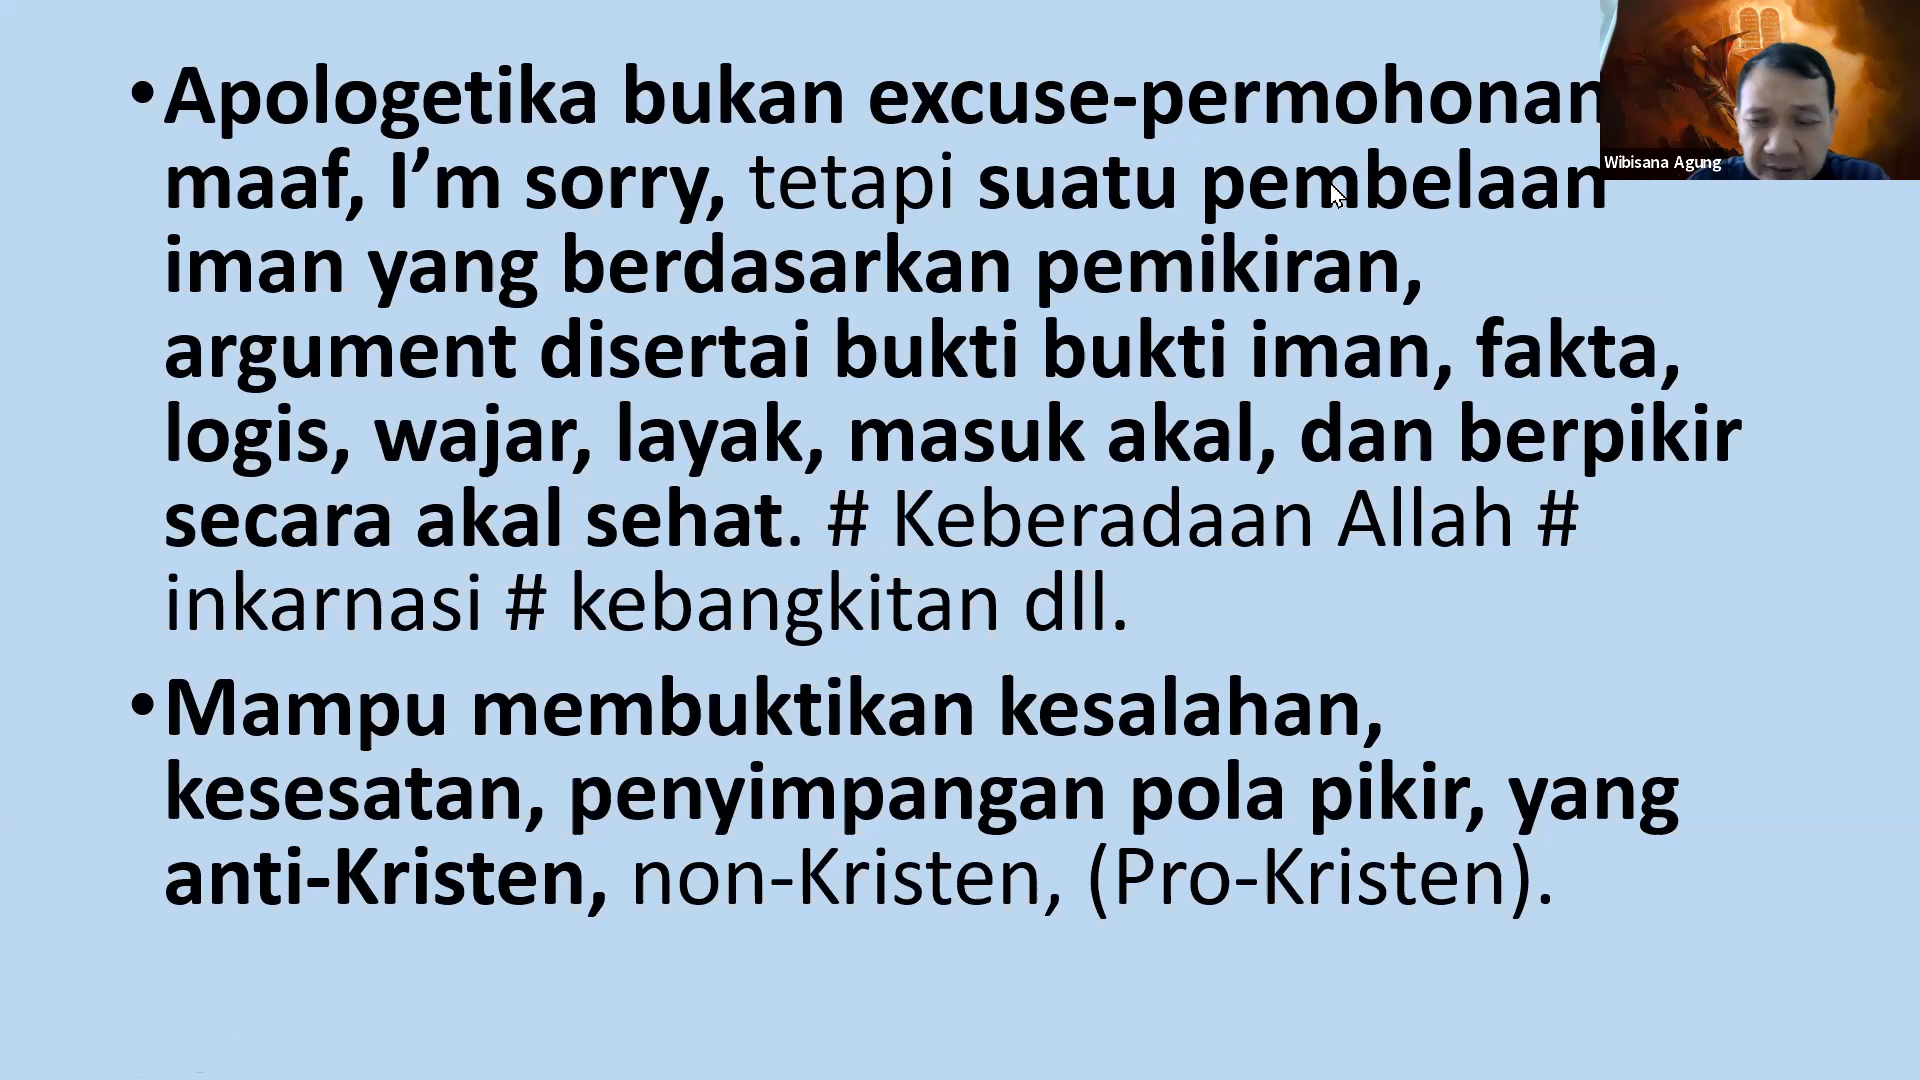 •Apologetika bukan excuse-permohonan
maaf, I’m sorry, tetapi suatu pembelaan
iman yang berdasarkan pemikiran,
argument disertai bukti bukti iman, fakta,
logis, wajar, layak, masuk akal, dan berpikir
secara akal sehat. # Keberadaan Allah #
inkarnasi # kebangkitan dll.
•Mampu membuktikan kesalahan,
kesesatan, penyimpangan pola pikir, yang
anti-Kristen, non-Kristen, (Pro-Kristen).
Wibisana Agung